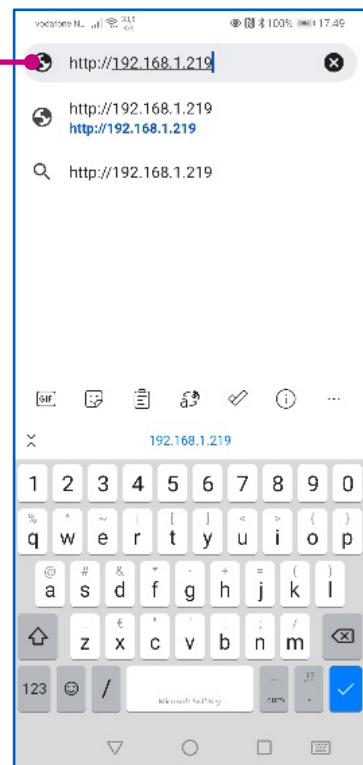 vodafone NL 100% 17.49
http://192.168.1.219
http://192.168.1.219
http://192.168.1.219
http://192.168.1.219
GIF
192.168.1.219
1 2 3 4 5 6 7 8 9 0
q w e r t y u i o p
a s d f g h j k l
z x c v b n m
123 / Microsoft SwiftKey .com